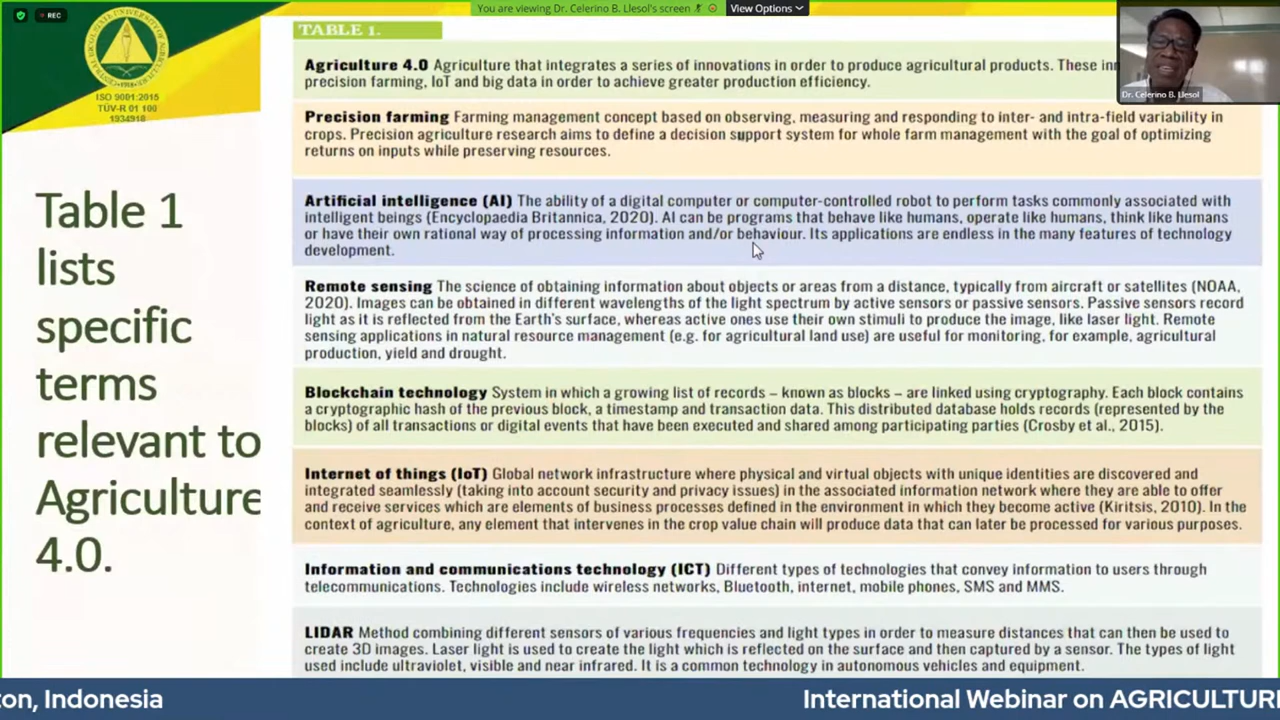 REC
You are viewing Dr. Celerino B. Llesol's screen
View Options
ISO 9001:2015
TÜV-R 01 100
1934918
Table 1
lists
specific
terms
relevant to
Agriculture
4.0.
TABLE 1.
Agriculture 4.0 Agriculture that integrates a series of innovations in order to produce agricultural products. These
precision farming, IoT and big data in order to achieve greater production efficiency.
Precision farming Farming management concept based on observing, measuring and responding to inter- and intra-field variability in
crops. Precision agriculture research aims to define a decision support system for whole farm management with the goal of optimizing
returns on inputs while preserving resources.
Artificial intelligence (AI) The ability of a digital computer or computer-controlled robot to perform tasks commonly associated with
intelligent beings (Encyclopaedia Britannica, 2020). AI can be programs that behave like humans, operate like humans, think like humans
or have their own rational way of processing information and/or behaviour. Its applications are endless in the many features of technology
development.
Remote sensing The science of obtaining information about objects or areas from a distance, typically from aircraft or satellites (NOAA,
2020). Images can be obtained in different wavelengths of the light spectrum by active sensors or passive sensors. Passive sensors record
light as it is reflected from the Earth's surface, whereas active ones use their own stimuli to produce the image, like laser light. Remote
sensing applications in natural resource management (e.g. for agricultural land use) are useful for monitoring, for example, agricultural
production, yield and drought.
Blockchain technology System in which a growing list of records – known as blocks – are linked using cryptography. Each block contains
a cryptographic hash of the previous block, a timestamp and transaction data. This distributed database holds records (represented by the
blocks) of all transactions or digital events that have been executed and shared among participating parties (Crosby et al., 2015).
Internet of things (IoT) Global network infrastructure where physical and virtual objects with unique identities are discovered and
integrated seamlessly (taking into account security and privacy issues) in the associated information network where they are able to offer
and receive services which are elements of business processes defined in the environment in which they become active (Kiritsis, 2010). In the
context of agriculture, any element that intervenes in the crop value chain will produce data that can later be processed for various purposes.
Information and communications technology (ICT) Different types of technologies that convey information to users through
telecommunications. Technologies include wireless networks, Bluetooth, internet, mobile phones, SMS and MMS.
LIDAR Method combining different sensors of various frequencies and light types in order to measure distances that can then be used to
create 3D images. Laser light is used to create the light which is reflected on the surface and then captured by a sensor. The types of light
used include ultraviolet, visible and near infrared. It is a common technology in autonomous vehicles and equipment.
Dr. Celerino B. Llesol
ton, Indonesia
International Webinar on AGRICULTUR